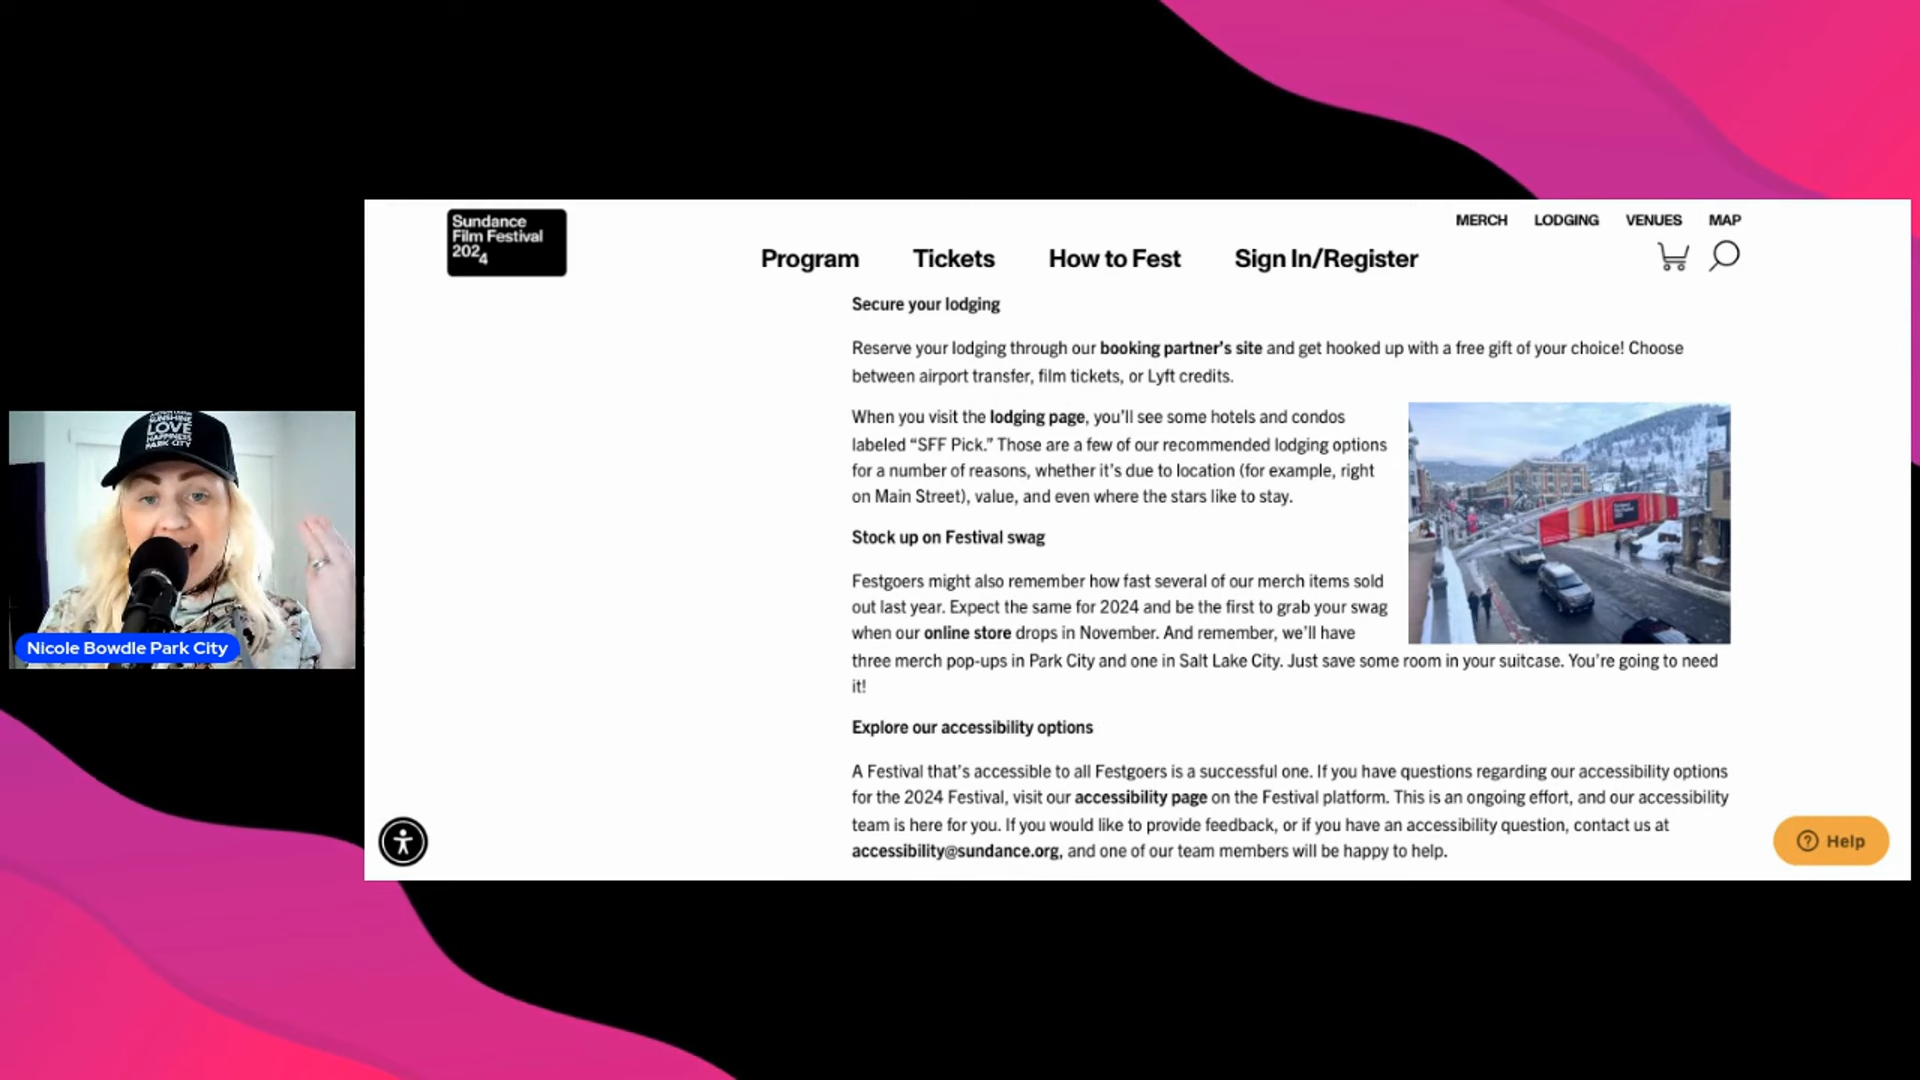 Sundance
Film Festival
2024
MERCH LODGING VENUES MAP
Program Tickets How to Fest Sign In/Register
Secure your lodging
Reserve your lodging through our booking partner's site and get hooked up with a free gift of your choice! Choose
between airport transfer, film tickets, or Lyft credits.
When you visit the lodging page, you'll see some hotels and condos
labeled “SFF Pick.” Those are a few of our recommended lodging options
for a number of reasons, whether it's due to location (for example, right
on Main Street), value, and even where the stars like to stay.
Stock up on Festival swag
Festgoers might also remember how fast several of our merch items sold
out last year. Expect the same for 2024 and be the first to grab your swag
when our online store drops in November. And remember, we'll have
three merch pop-ups in Park City and one in Salt Lake City. Just save some room in your suitcase. You're going to need
it!
Explore our accessibility options
A Festival that's accessible to all Festgoers is a successful one. If you have questions regarding our accessibility options
for the 2024 Festival, visit our accessibility page on the Festival platform. This is an ongoing effort, and our accessibility
team is here for you. If you would like to provide feedback, or if you have an accessibility question, contact us at
accessibility@sundance.org, and one of our team members will be happy to help.
Help
SUNSHINE
LOVE
HAPPINESS
PARK CITY
Nicole Bowdle Park City